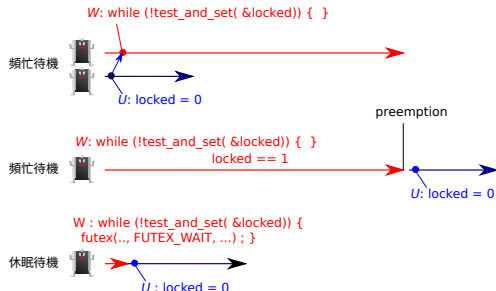 W: while (!test_and_set( &locked)) {  }
頻忙待機
U: locked = 0
preemption
W: while (!test_and_set( &locked)) {  }
locked == 1
頻忙待機
U: locked = 0
W : while (!test_and_set( &locked) {
futex(.., FUTEX_WAIT, ...) ; }
休眠待機
U : locked = 0